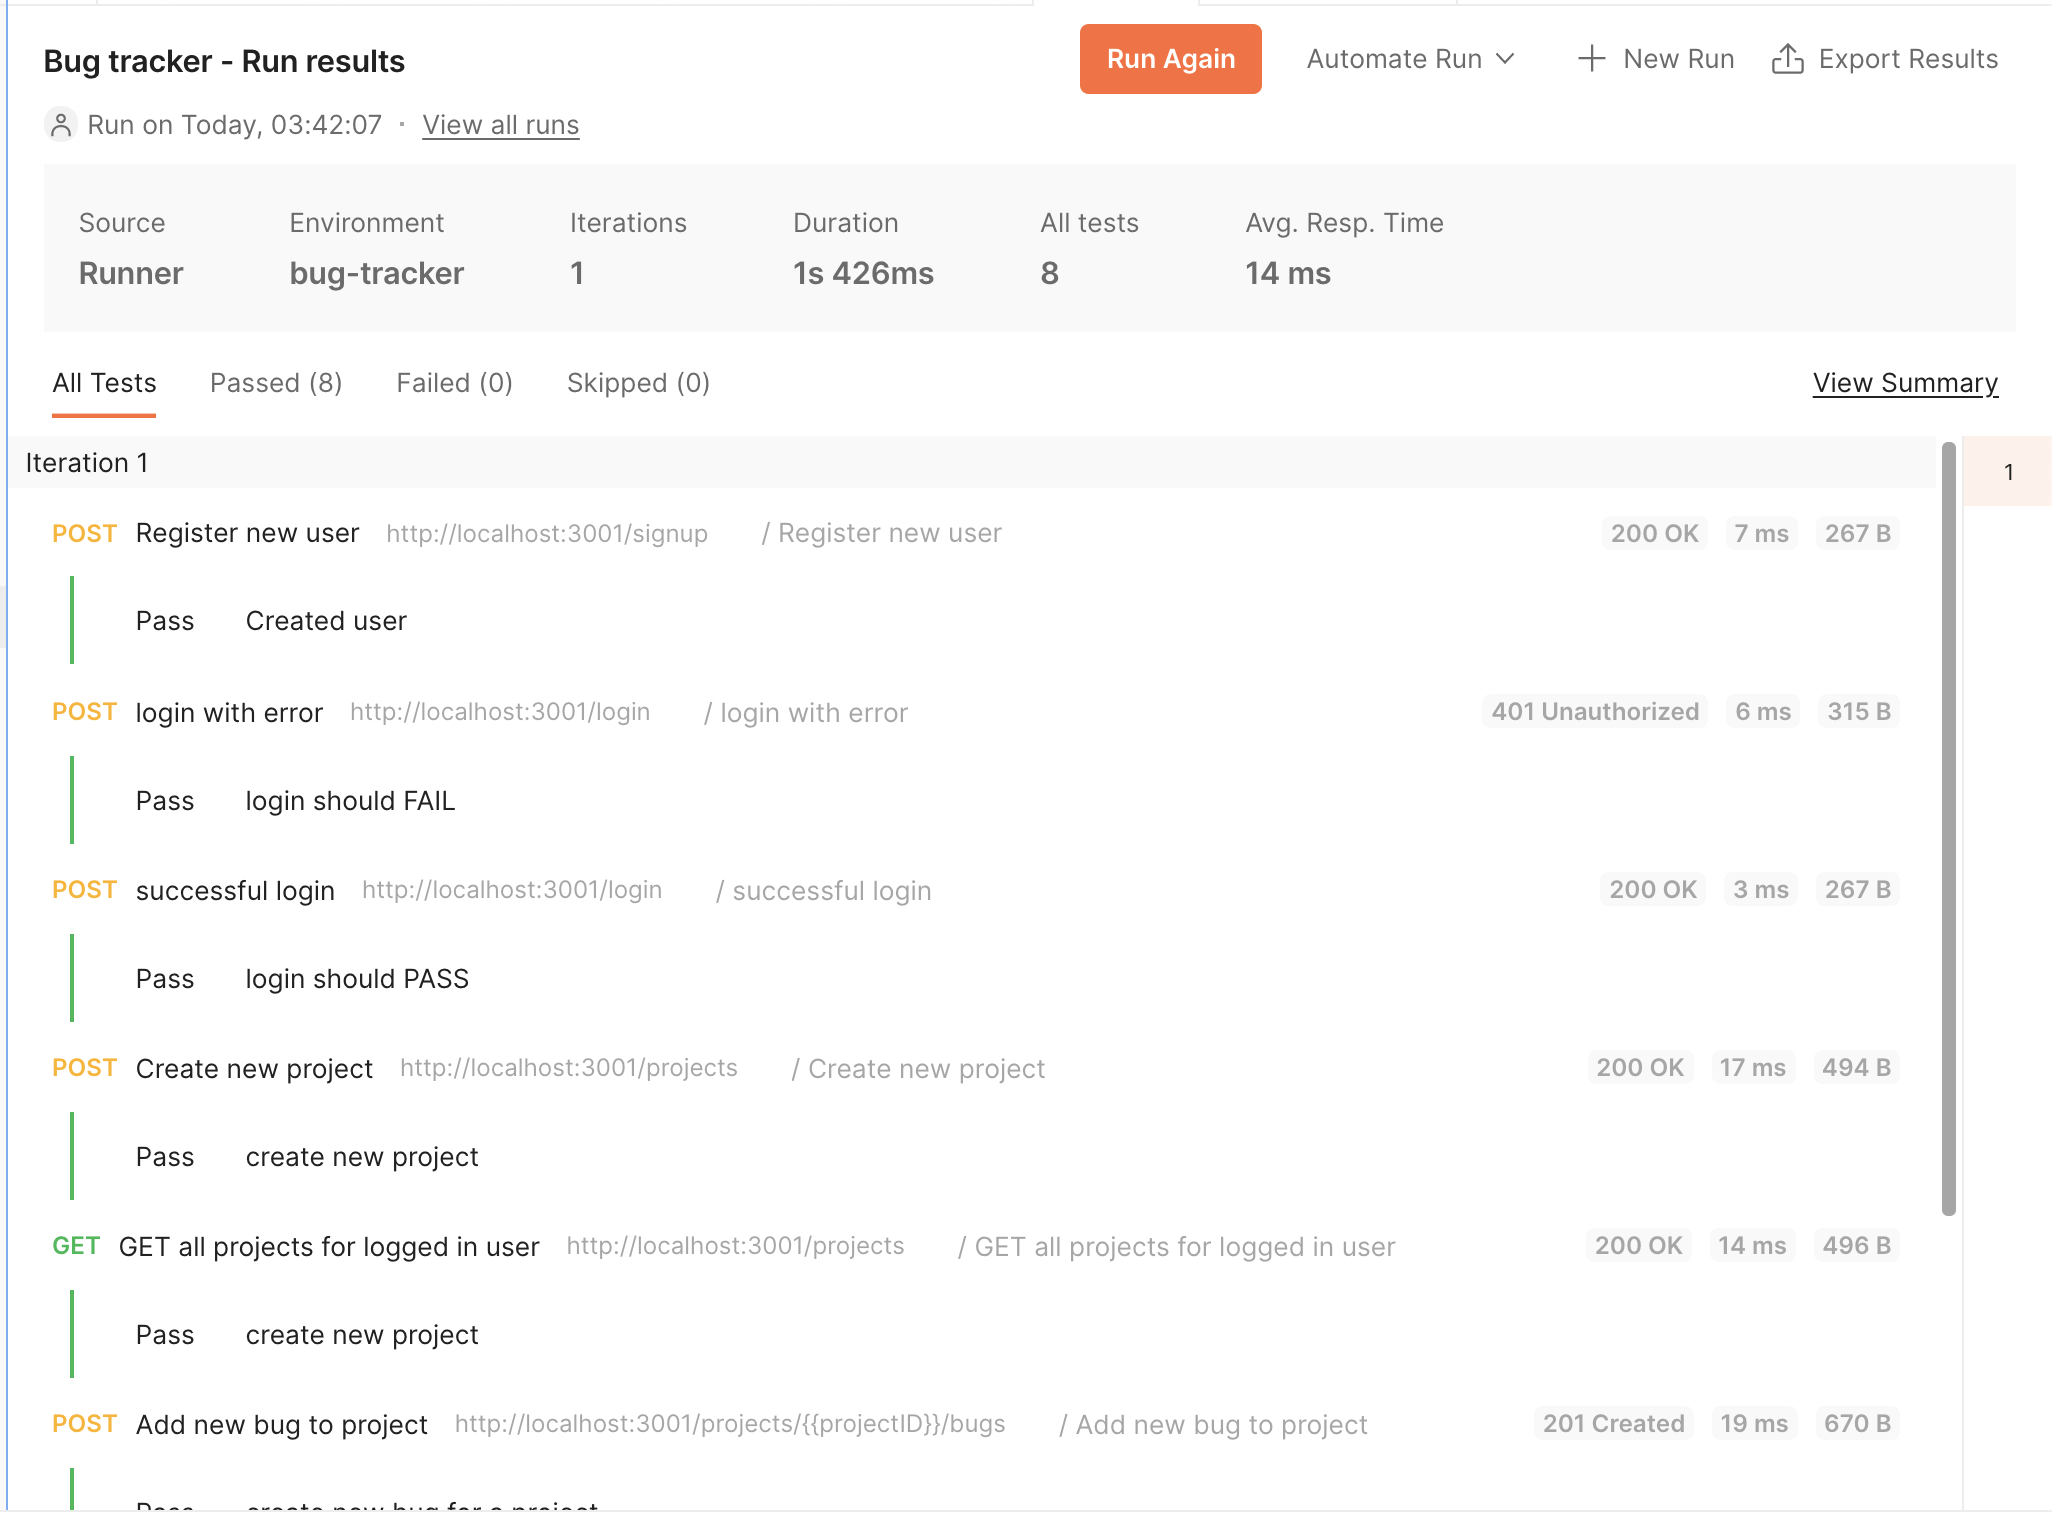 Bug tracker - Run results
Run Again
Automate Run
New Run
Export Results
Run on Today, 03:42:07 · View all runs
Source Environment Iterations Duration All tests Avg. Resp. Time
Runner bug-tracker 1 1s 426ms 8 14 ms
All Tests Passed (8) Failed (0) Skipped (0) View Summary
Iteration 1
1
POST Register new user http://localhost:3001/signup / Register new user 200 OK 7 ms 267 B
Pass Created user
POST login with error http://localhost:3001/login / login with error 401 Unauthorized 6 ms 315 B
Pass login should FAIL
POST successful login http://localhost:3001/login / successful login 200 OK 3 ms 267 B
Pass login should PASS
POST Create new project http://localhost:3001/projects / Create new project 200 OK 17 ms 494 B
Pass create new project
GET GET all projects for logged in user http://localhost:3001/projects / GET all projects for logged in user 200 OK 14 ms 496 B
Pass create new project
POST Add new bug to project http://localhost:3001/projects/{{projectID}}/bugs / Add new bug to project 201 Created 19 ms 670 B
Pass create new bug for a project